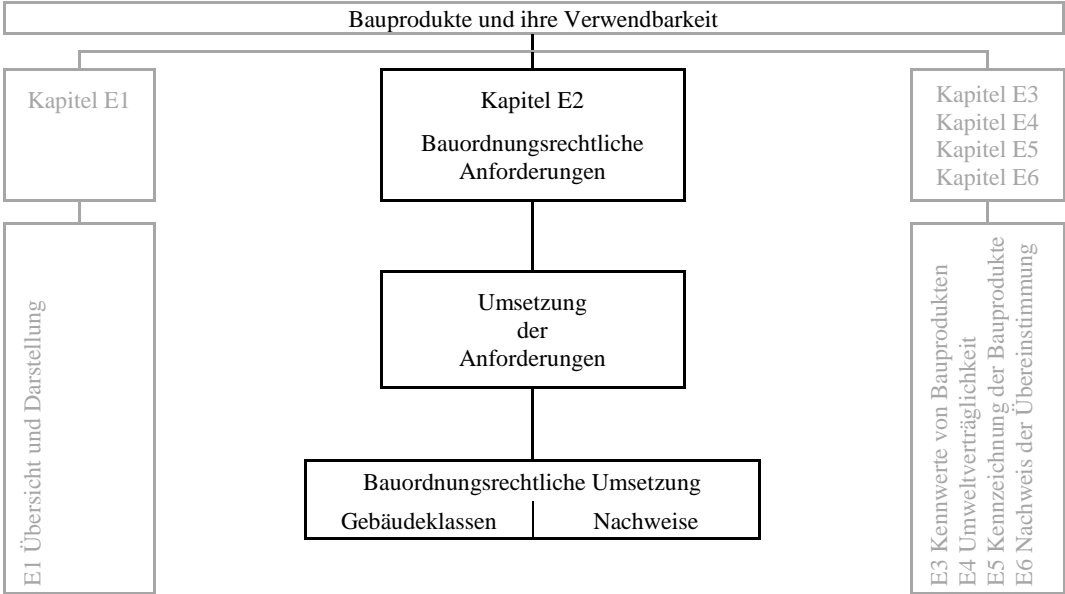 Bauprodukte und ihre Verwendbarkeit
Kapitel E1
E1 Übersicht und Darstellung
Kapitel E2
Bauordnungsrechtliche
Anforderungen
Umsetzung
der
Anforderungen
Bauordnungsrechtliche Umsetzung
Gebäudeklassen
Nachweise
Kapitel E3
Kapitel E4
Kapitel E5
Kapitel E6
E3 Kennwerte von Bauprodukten
E4 Umweltverträglichkeit
E5 Kennzeichnung der Bauprodukte
E6 Nachweis der Übereinstimmung